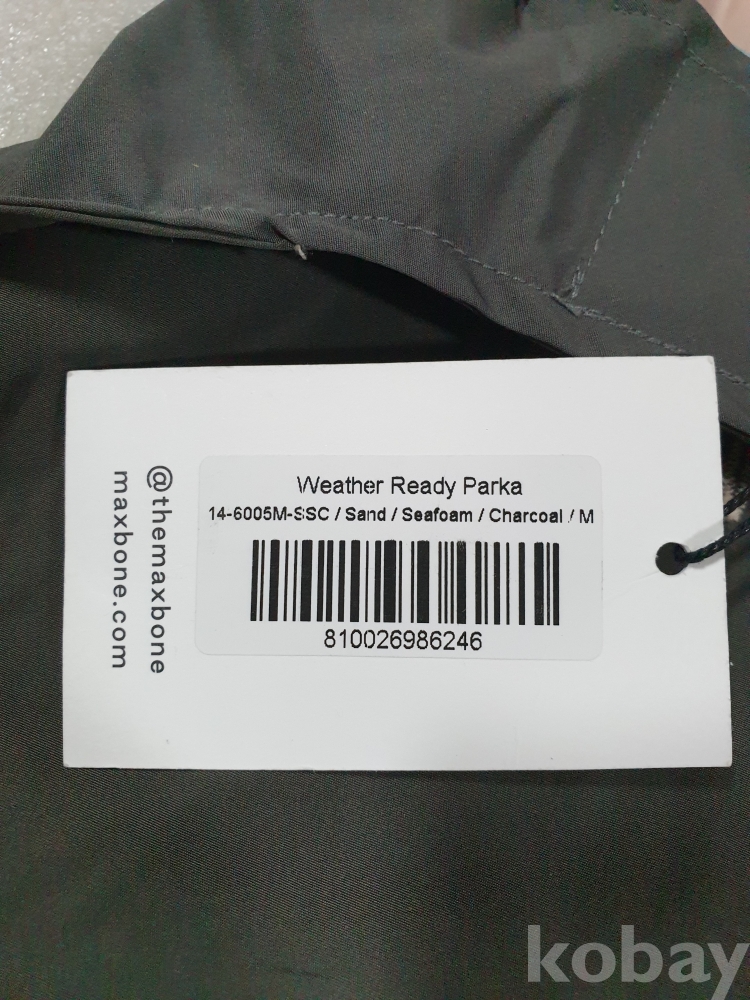 Weather Ready Parka
14-6005M-SSC / Sand / Seafoam / Charcoal / M
810026986246
@themaxbone
maxbone.com
kobay